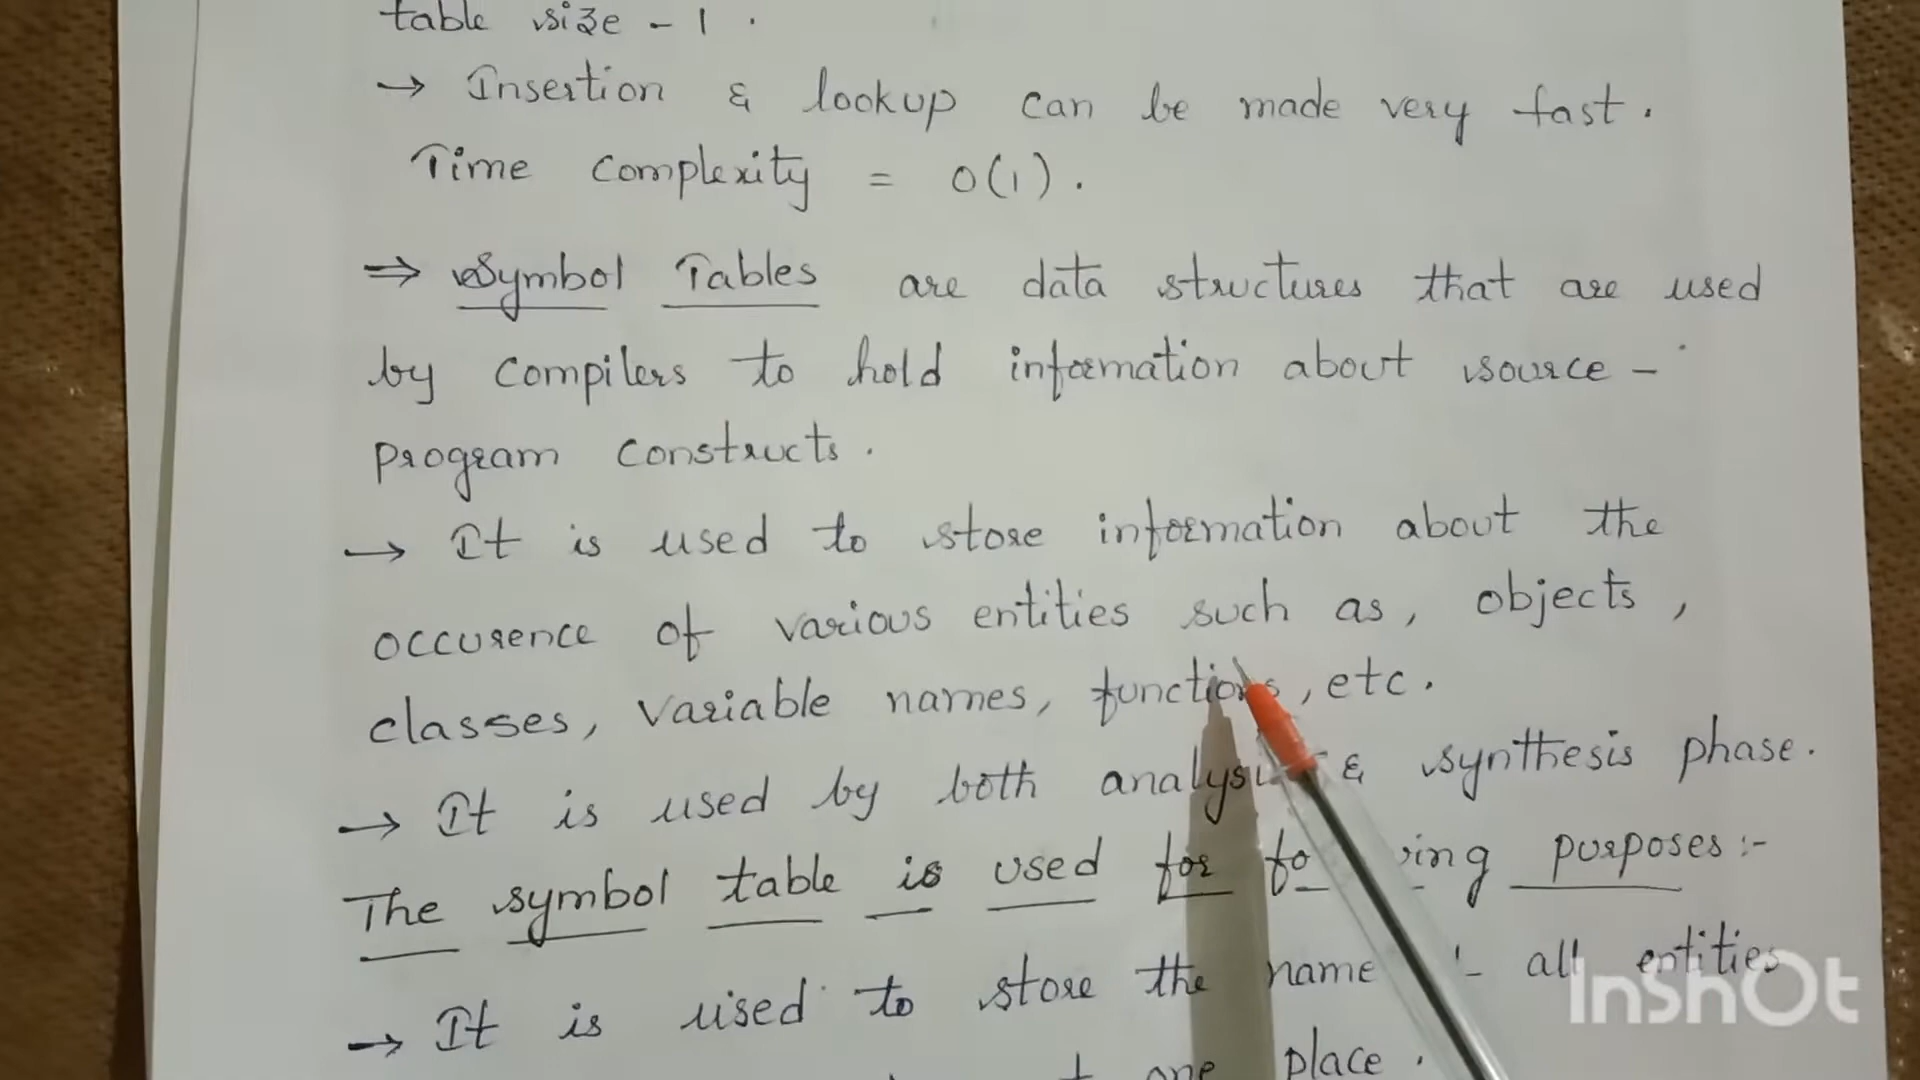 table size - 1 .
→ Insertion & lookup can be made very fast.
Time Complexity = O(1).
⇒ Symbol Tables are data structures that are used
by compilers to hold information about source -
program constructs.
→ It is used to store information about the
occurence of various entities such as, objects,
classes, variable names, functions, etc.
→ It is used by both & synthesis phase.
The symbol table is used for purposes :-
→ It is used to store the name all entities
one place.
InShOt